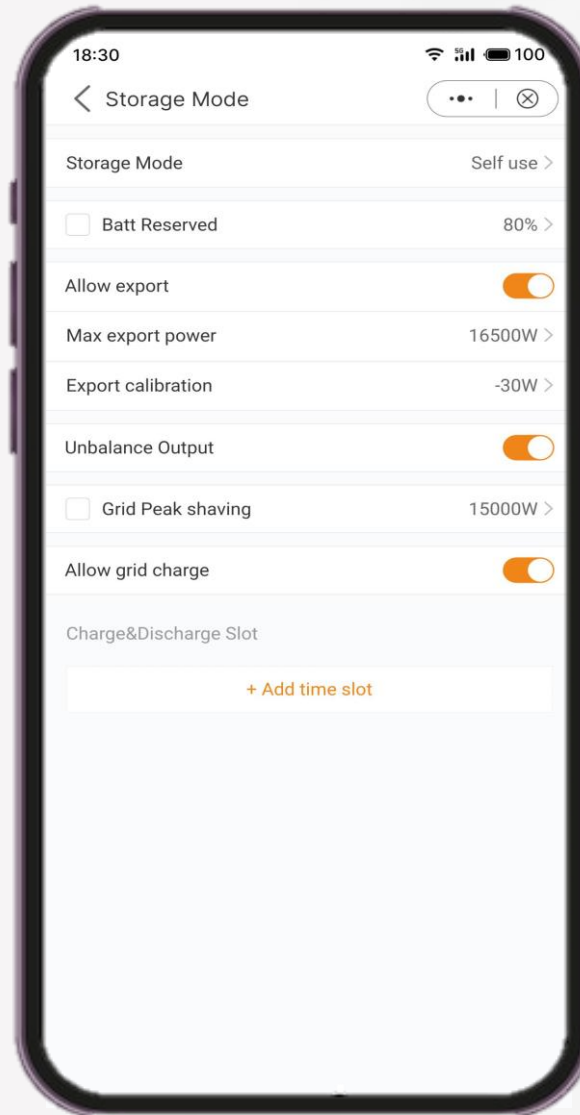 18:30 5G 100
Storage Mode
Storage Mode Self use
Batt Reserved 80%
Allow export
Max export power 16500W
Export calibration -30W
Unbalance Output
Grid Peak shaving 15000W
Allow grid charge
Charge&Discharge Slot
+ Add time slot